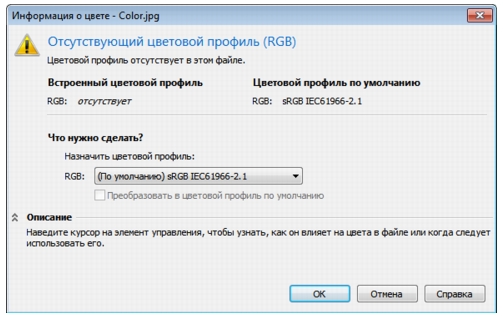 Информация о цвете - Color.jpg
Отсутствующий цветовой профиль (RGB)
Цветовой профиль отсутствует в этом файле.
Встроенный цветовой профиль
Цветовой профиль по умолчанию
RGB: отсутствует
RGB: sRGB IEC61966-2.1
Что нужно сделать?
Назначить цветовой профиль:
RGB: (По умолчанию) sRGB IEC61966-2.1
Преобразовать в цветовой профиль по умолчанию
Описание
Наведите курсор на элемент управления, чтобы узнать, как он влияет на цвета в файле или когда следует
использовать его.
OK Отмена Справка